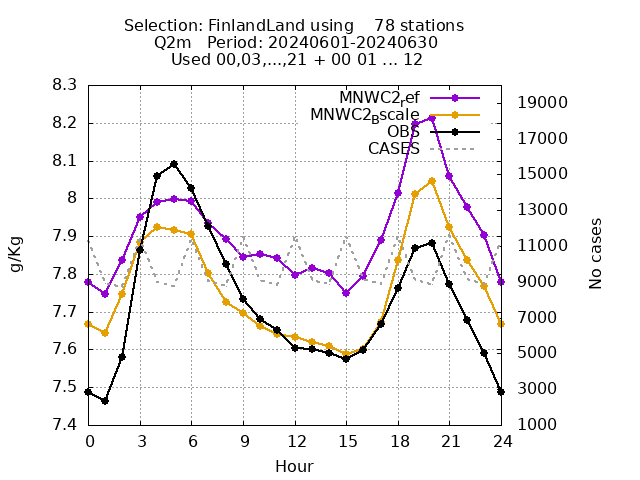 Selection: FinlandLand using    78 stations
Q2m   Period: 20240601-20240630
Used 00,03,...,21 + 00 01 ... 12
MNWC2ref
MNWC2Bscale
OBS
CASES
8.3
8.2
8.1
8
7.9
7.8
7.7
7.6
7.5
7.4
g/Kg
19000
17000
15000
13000
11000
9000
7000
5000
3000
1000
No cases
0 3 6 9 12 15 18 21 24
Hour